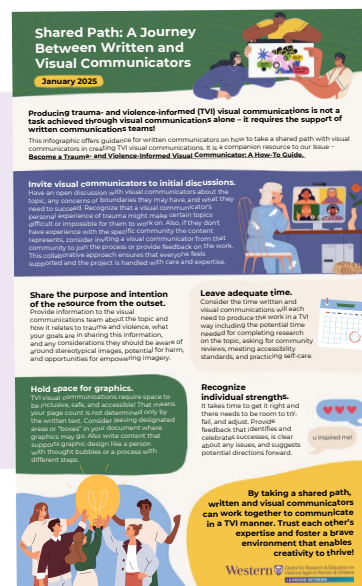 Shared Path: A Journey
Between Written and
Visual Communicators
January 2025
Producing trauma- and violence-informed (TVI) visual communications is not a
task achieved through visual communications alone – it requires the support of
written communications teams!
This infographic offers guidance for written communicators on how to take a shared path with visual
communicators in creating TVI visual communications. It is a companion resource to our Issue –
Become a Trauma- and Violence-Informed Visual Communicator: A How-To Guide.
Invite visual communicators to initial discussions.
Have an open discussion with visual communicators about the
topic, any concerns or boundaries they may have, and what they
need to succeed. Recognize that a visual communicator's
personal experience of trauma might make certain topics
difficult or impossible for them to work on. Also, if they don't
have experience with the specific community the content
represents, consider inviting a visual communicator from that
community to join the process or provide feedback on the work.
This collaborative approach ensures that everyone feels
supported and the project is handled with care and expertise.
Share the purpose and intention
of the resource from the outset.
Provide information to the visual
communications team about the topic and
how it relates to trauma and violence, what
your goals are in sharing this information,
and any considerations they should be aware of
around stereotypical images, potential for harm,
and opportunities for empowering imagery.
Leave adequate time.
Consider the time written and
visual communications will each
need to produce the work in a TVI
way including the potential time
needed for completing research
on the topic, asking for community
reviews, meeting accessibility
standards, and practicing self-care.
Hold space for graphics.
TVI visual communications require space to
be inclusive, safe, and accessible! That means
your page count is not determined only by
the written text. Consider leaving designated
areas or "boxes" in your document where
graphics may go. Also write content that
supports graphic design like a person
with thought bubbles or a process with
different steps.
Recognize
individual strengths.
It takes time to get it right and
there needs to be room to try,
fail, and adjust. Provide
feedback that identifies and
celebrates successes, is clear
about any issues, and suggests
potential directions forward.
u inspired me!
By taking a shared path,
written and visual communicators
can work together to communicate
in a TVI manner. Trust each other's
expertise and foster a brave
environment that enables
creativity to thrive!
Western
Centre for Research & Education on
Violence Against Women & Children
LEARNING NETWORK